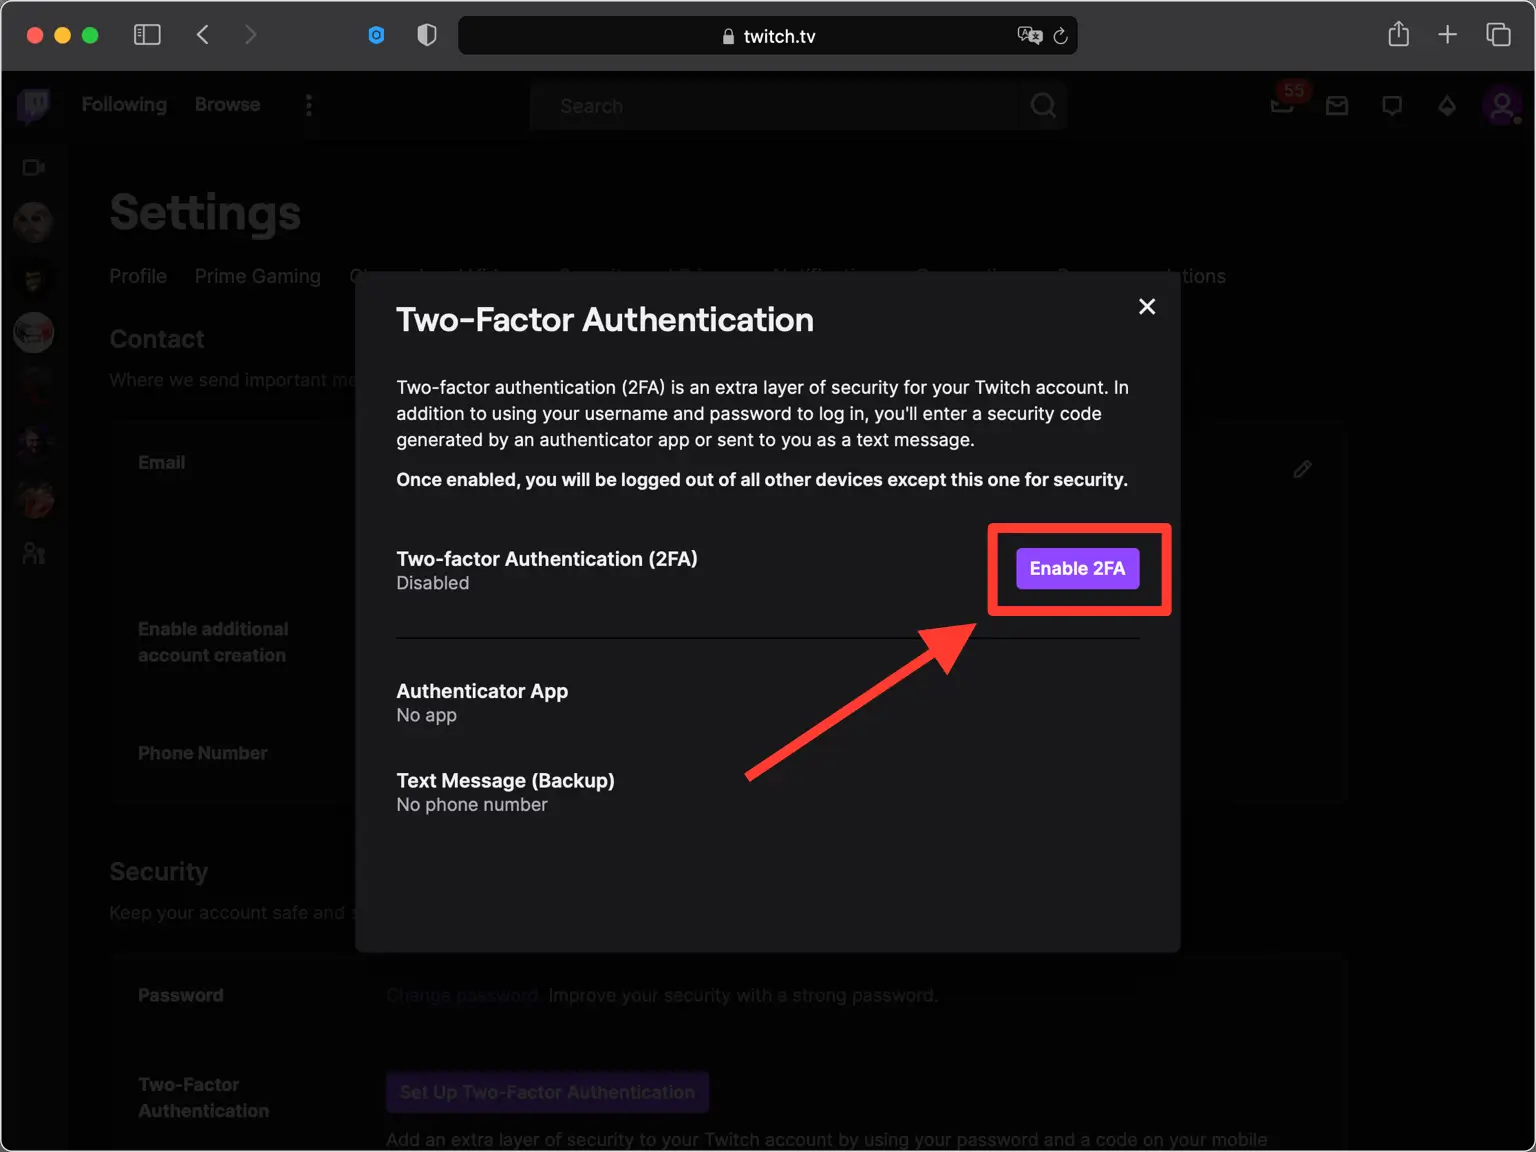 twitch.tv
Following
Browse
Search
55
Settings
Profile
Prime Gaming
tions
Contact
Where we send important me
Two-Factor Authentication
Two-factor authentication (2FA) is an extra layer of security for your Twitch account. In
addition to using your username and password to log in, you'll enter a security code
generated by an authenticator app or sent to you as a text message.
Once enabled, you will be logged out of all other devices except this one for security.
Email
Two-factor Authentication (2FA)
Disabled
Enable 2FA
Enable additional
account creation
Authenticator App
No app
Phone Number
Text Message (Backup)
No phone number
Security
Keep your account safe and s
Password
Change password. Improve your security with a strong password.
Two-Factor
Authentication
Set Up Two-Factor Authentication
Add an extra layer of security to your Twitch account by using your password and a code on your mobile